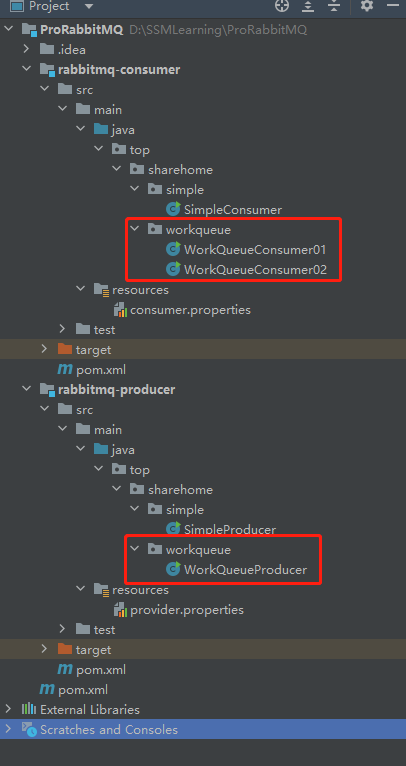 Project
ProRabbitMQ D:\SSMLearning\ProRabbitMQ
.idea
rabbitmq-consumer
src
main
java
top
sharehome
simple
SimpleConsumer
workqueue
WorkQueueConsumer01
WorkQueueConsumer02
resources
consumer.properties
test
target
m pom.xml
rabbitmq-producer
src
main
java
top
sharehome
simple
SimpleProducer
workqueue
WorkQueueProducer
resources
provider.properties
test
target
m pom.xml
m pom.xml
External Libraries
Scratches and Consoles